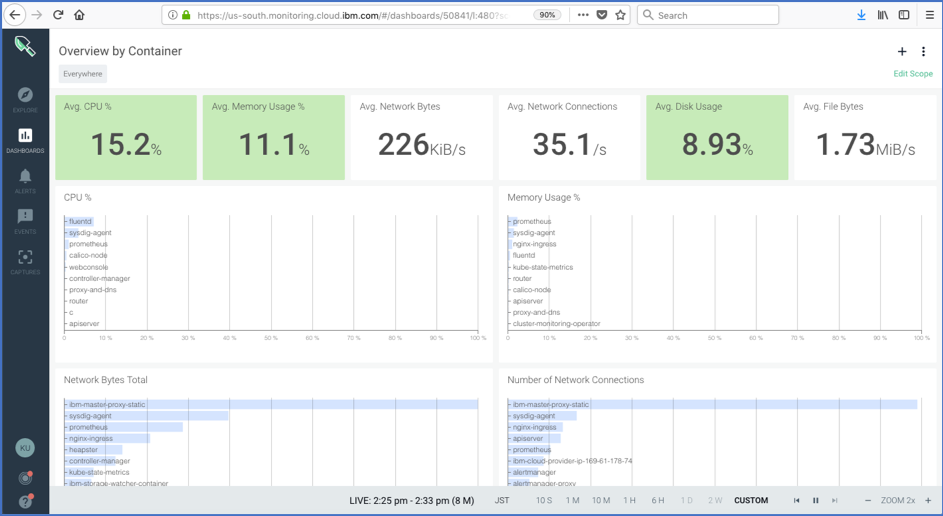 https://us-south.monitoring.cloud.ibm.com/#/dashboards/50841/l:480?sc
90%
Search
Overview by Container
Everywhere
Edit Scope
EXPLORE
DASHBOARDS
ALERTS
EVENTS
CAPTURES
KU
Avg. CPU %
15.2%
Avg. Memory Usage %
11.1%
Avg. Network Bytes
226KiB/s
Avg. Network Connections
35.1/s
Avg. Disk Usage
8.93%
Avg. File Bytes
1.73MiB/s
CPU %
fluentd
sysdig-agent
prometheus
calico-node
webconsole
controller-manager
proxy-and-dns
router
c
apiserver
0 10 % 20 % 30 % 40 % 50 % 60 % 70 % 80 % 90 % 100 %
Memory Usage %
prometheus
sysdig-agent
nginx-ingress
fluentd
kube-state-metrics
router
calico-node
apiserver
proxy-and-dns
cluster-monitoring-operator
0 10 % 20 % 30 % 40 % 50 % 60 % 70 % 80 % 90 % 100 %
Network Bytes Total
ibm-master-proxy-static
sysdig-agent
prometheus
nginx-ingress
heapster
controller-manager
kube-state-metrics
ibm-storage-watcher-container
Number of Network Connections
ibm-master-proxy-static
sysdig-agent
nginx-ingress
apiserver
prometheus
ibm-cloud-provider-ip-169-61-178-74
alertmanager
alertmanager-proxy
LIVE: 2:25 pm - 2:33 pm (8 M) JST 10 S 1 M 10 M 1 H 6 H 1 D 2 W CUSTOM ZOOM 2x